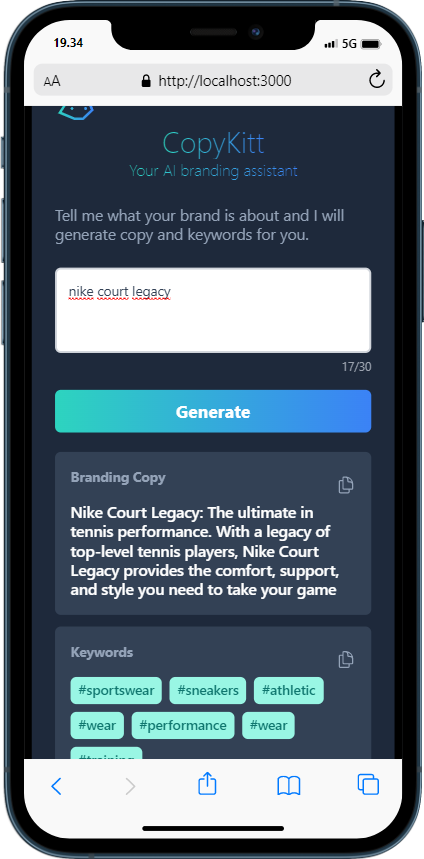 19.34
5G
AA
http://localhost:3000
CopyKitt
Your AI branding assistant
Tell me what your brand is about and I will
generate copy and keywords for you.
nike court legacy
17/30
Generate
Branding Copy
Nike Court Legacy: The ultimate in
tennis performance. With a legacy of
top-level tennis players, Nike Court
Legacy provides the comfort, support,
and style you need to take your game
Keywords
#sportswear #sneakers #athletic
#wear #performance #wear
#training